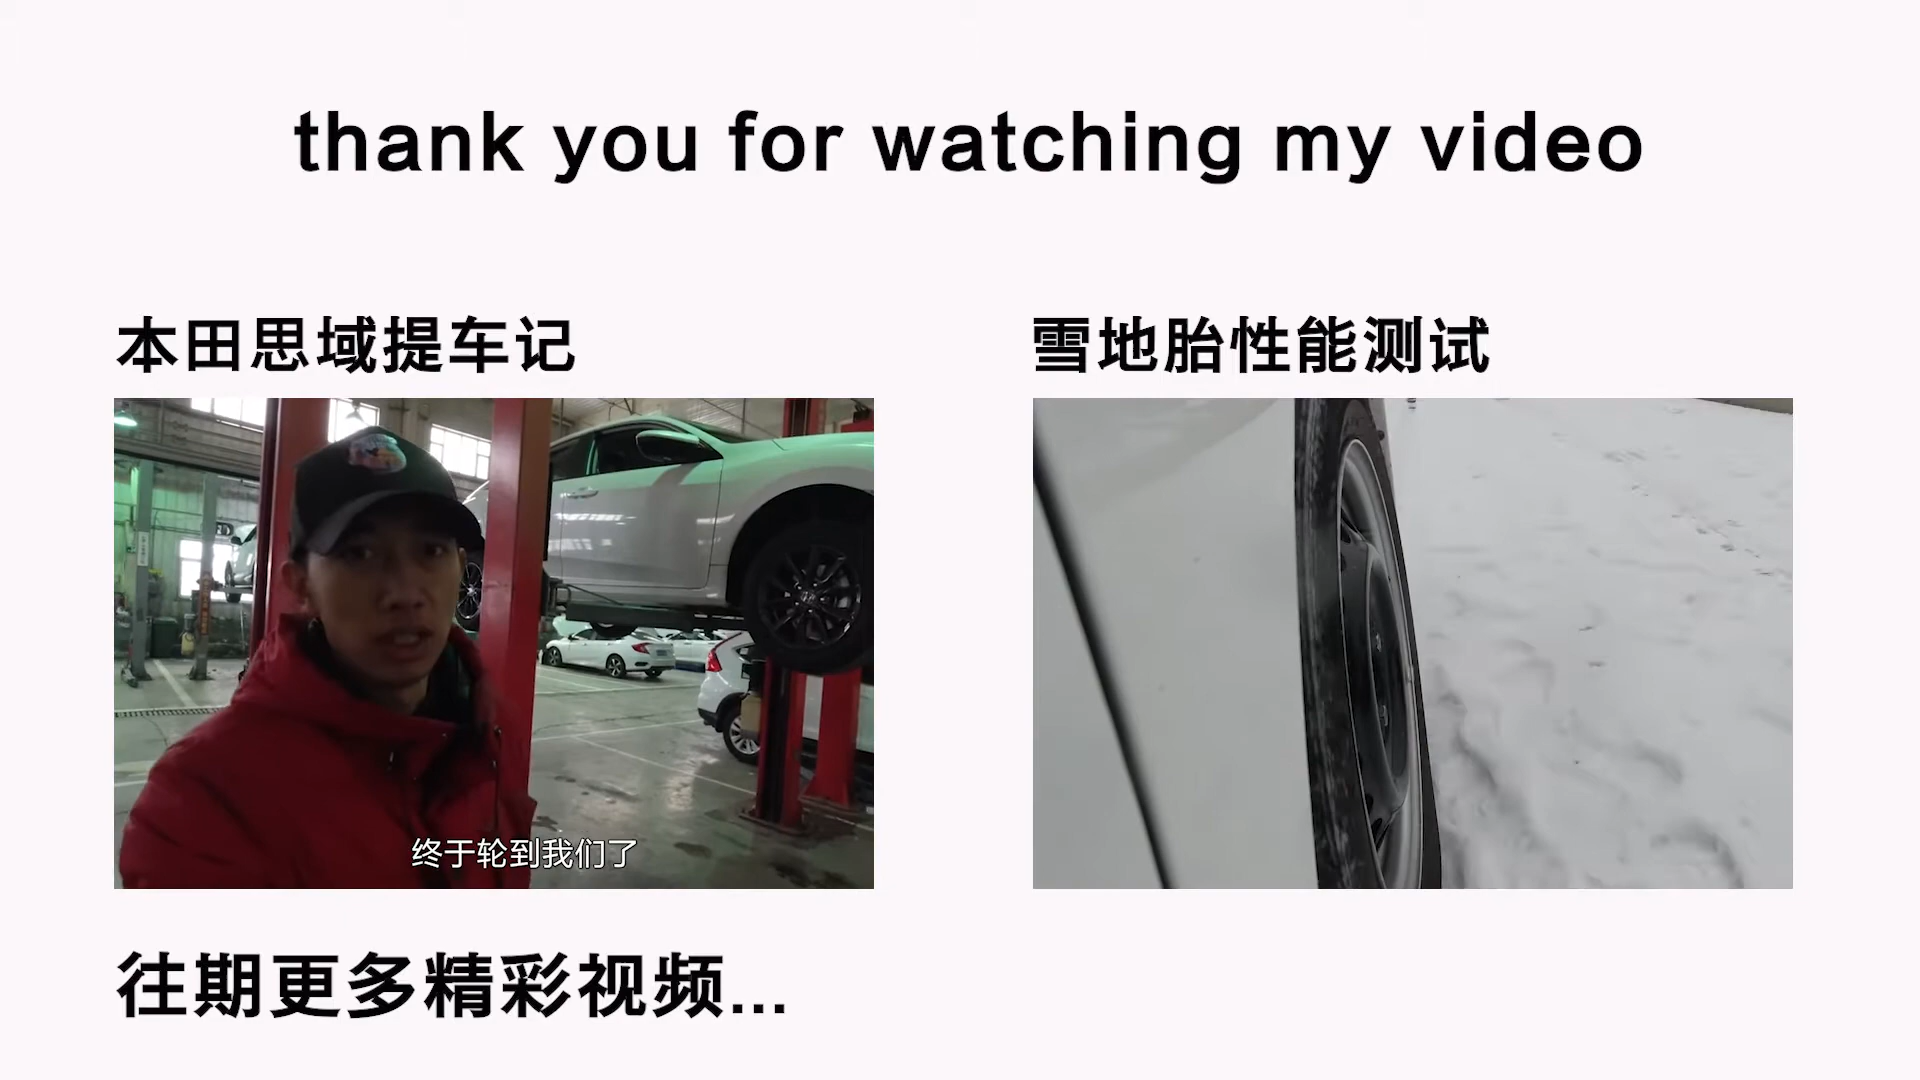 thank you for watching my video
本田思域提车记
雪地胎性能测试
终于轮到我们了
往期更多精彩视频...